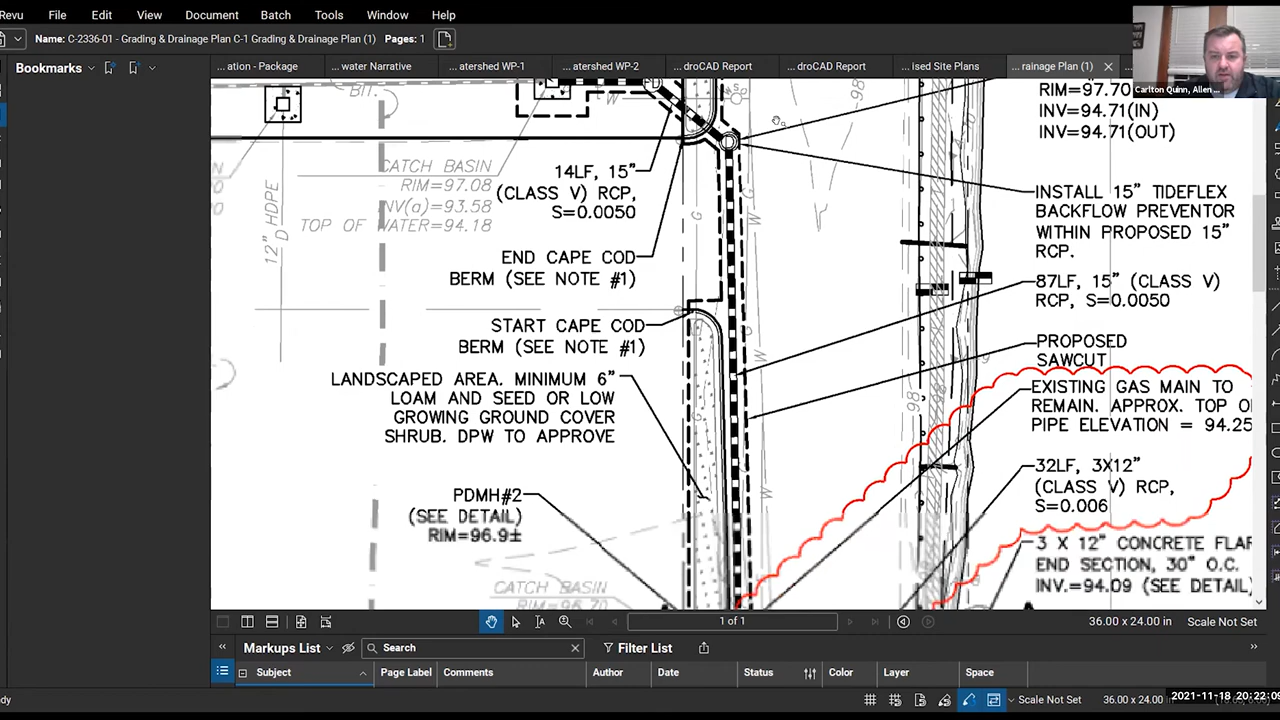 Revu File Edit View Document Batch Tools Window Help
Name: C-2336-01 - Grading & Drainage Plan C-1 Grading & Drainage Plan (1) Pages: 1
Bookmarks
...ation - Package ...water Narrative ...atershed WP-1 ...atershed WP-2 ...droCAD Report ...droCAD Report ...ised Site Plans ...rainage Plan (1)
Carlton Quinn, Allen ...
BIT.
W
98
RIM=97.70
INV=94.71(IN)
INV=94.71(OUT)
CATCH BASIN
RIM=97.08
INV(a)=93.58
TOP OF WATER=94.18
12" HDPE
D
14LF, 15"
(CLASS V) RCP,
S=0.0050
INSTALL 15" TIDEFLEX
BACKFLOW PREVENTOR
WITHIN PROPOSED 15"
RCP.
G
W
END CAPE COD
BERM (SEE NOTE #1)
87LF, 15" (CLASS V)
RCP, S=0.0050
START CAPE COD
BERM (SEE NOTE #1)
PROPOSED
SAWCUT
LANDSCAPED AREA. MINIMUM 6"
LOAM AND SEED OR LOW
GROWING GROUND COVER
SHRUB. DPW TO APPROVE
EXISTING GAS MAIN TO
REMAIN. APPROX. TOP O
PIPE ELEVATION = 94.25
98
32LF, 3X12"
(CLASS V) RCP,
S=0.006
PDMH#2
(SEE DETAIL)
RIM=96.9±
3 X 12" CONCRETE FLAR
END SECTION, 30" O.C.
INV.=94.09 (SEE DETAIL)
CATCH BASIN
RIM=96.70
1 of 1 36.00 x 24.00 in Scale Not Set
Markups List Search Filter List
Subject Page Label Comments Author Date Status Color Layer Space
dy Scale Not Set 36.00 x 24.00 in
2021-11-18 20:22:09